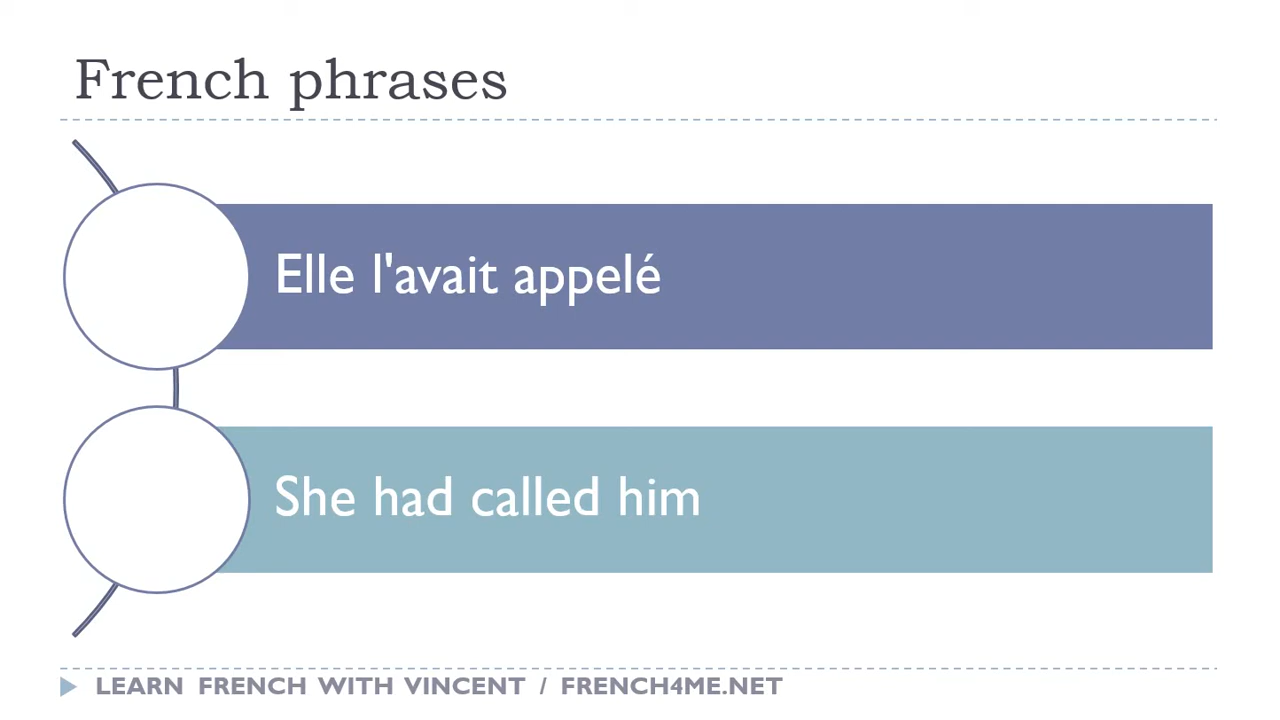 French phrases
Elle l'avait appelé
She had called him
LEARN FRENCH WITH VINCENT / FRENCH4ME.NET